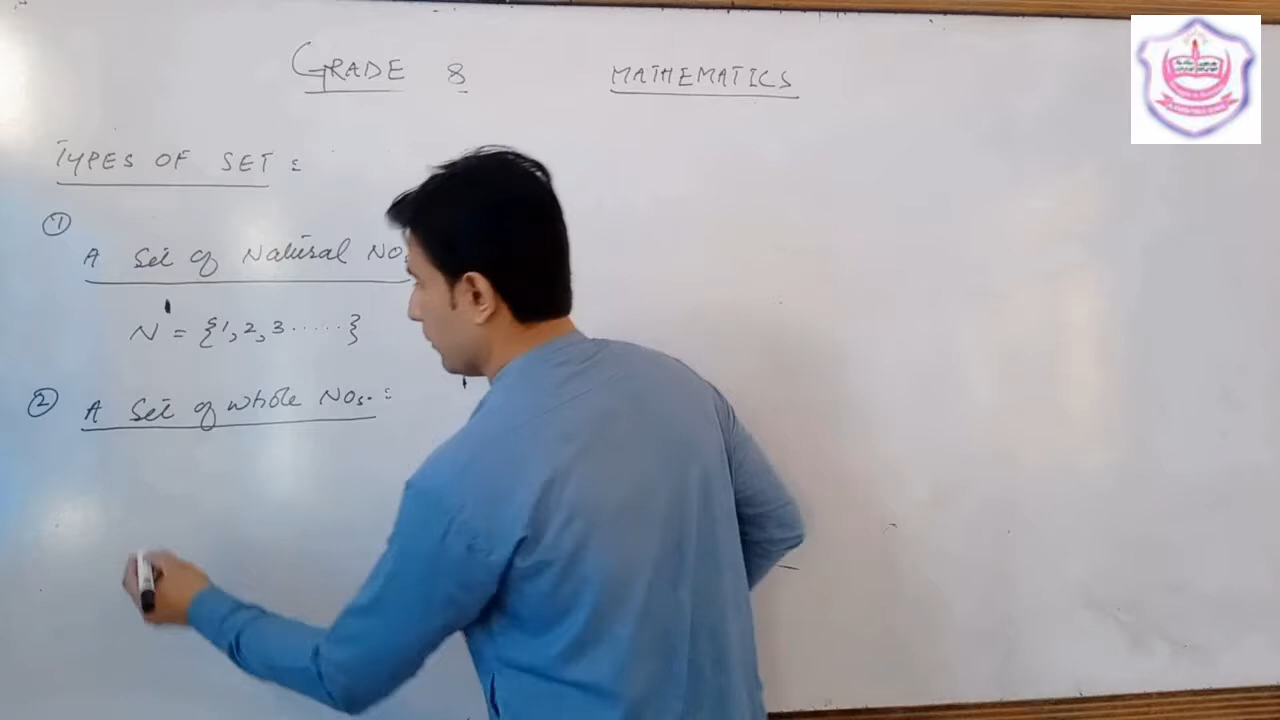 GRADE 8 MATHEMATICS
TYPES OF SET :
① A Set of Natural NO
N = {1, 2, 3 ......}
② A Set of whole NOs. :